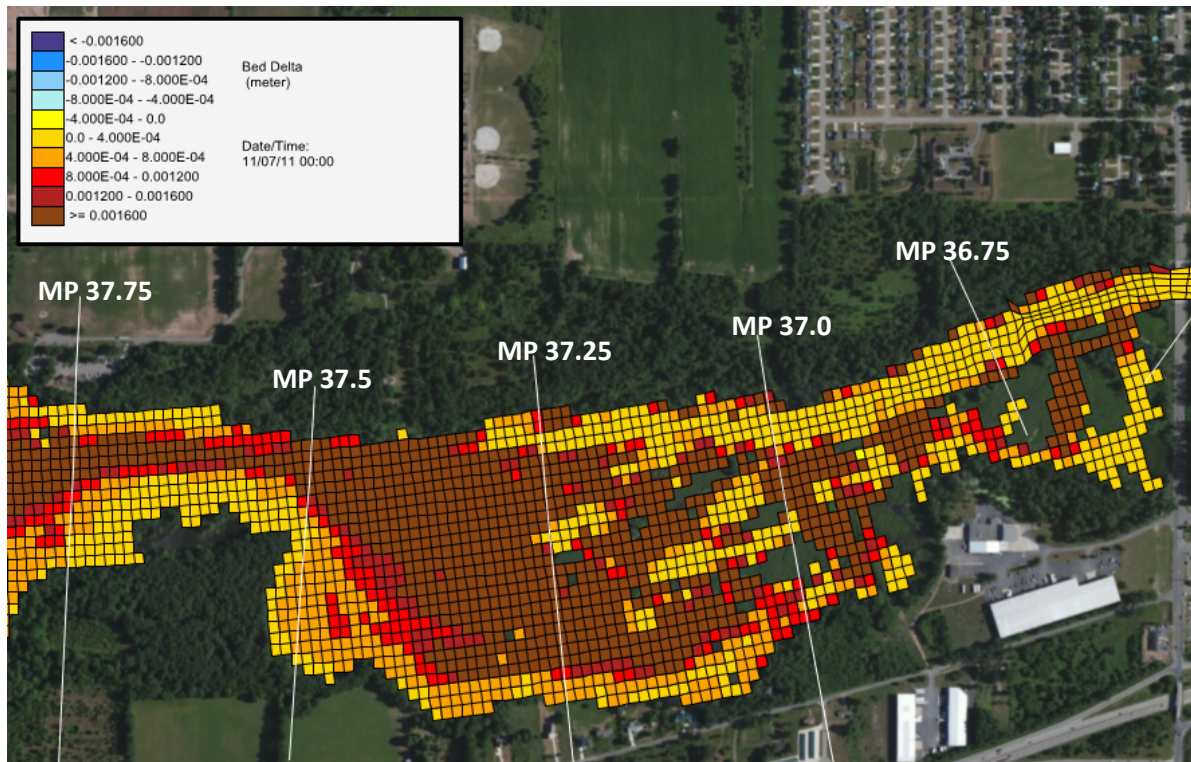 < -0.001600
-0.001600 - -0.001200
-0.001200 - -8.000E-04
-8.000E-04 - -4.000E-04
-4.000E-04 - 0.0
0.0 - 4.000E-04
4.000E-04 - 8.000E-04
8.000E-04 - 0.001200
0.001200 - 0.001600
>= 0.001600
Bed Delta
(meter)
Date/Time:
11/07/11 00:00
MP 37.75
MP 37.5
MP 37.25
MP 37.0
MP 36.75